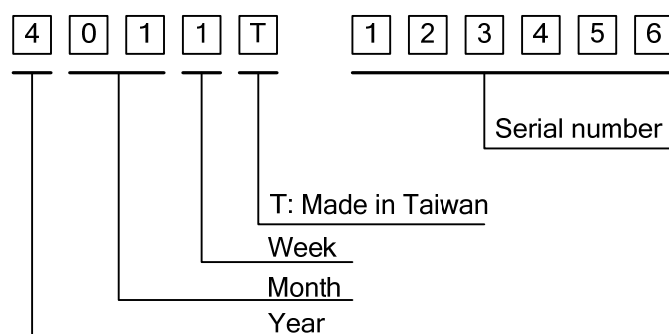 4 0 1 1 T 1 2 3 4 5 6
Serial number
T: Made in Taiwan
Week
Month
Year